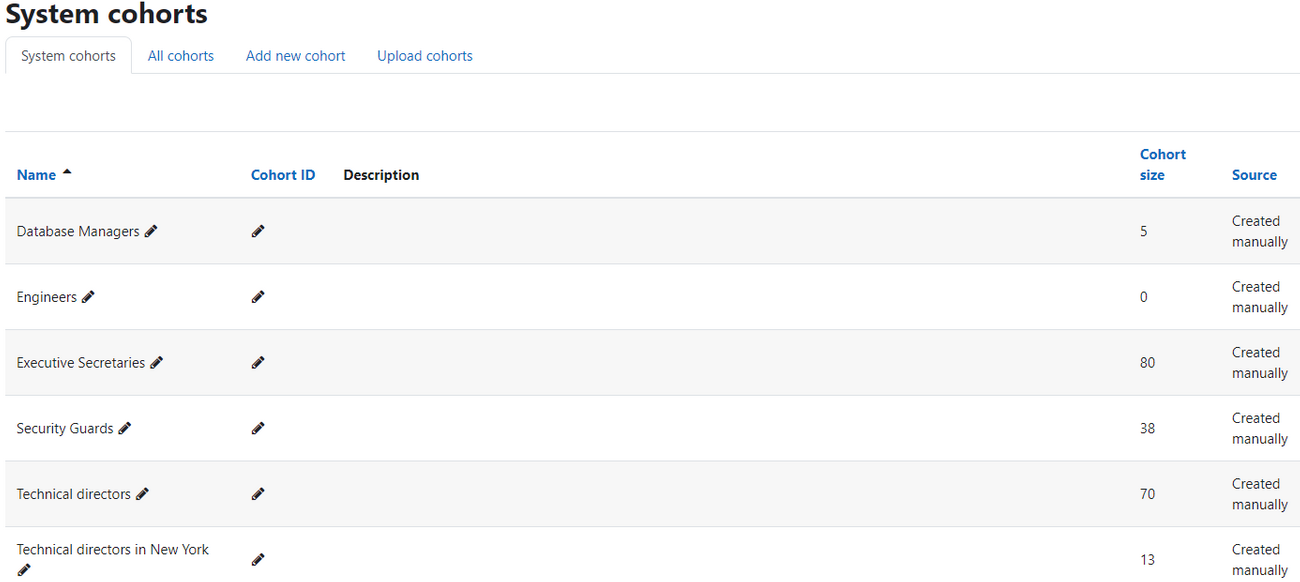 System cohorts
System cohorts All cohorts Add new cohort Upload cohorts
Cohort
Name Cohort ID Description size Source
Database Managers 5 Created
manually
Engineers 0 Created
manually
Executive Secretaries 80 Created
manually
Security Guards 38 Created
manually
Technical directors 70 Created
manually
Technical directors in New York 13 Created
manually